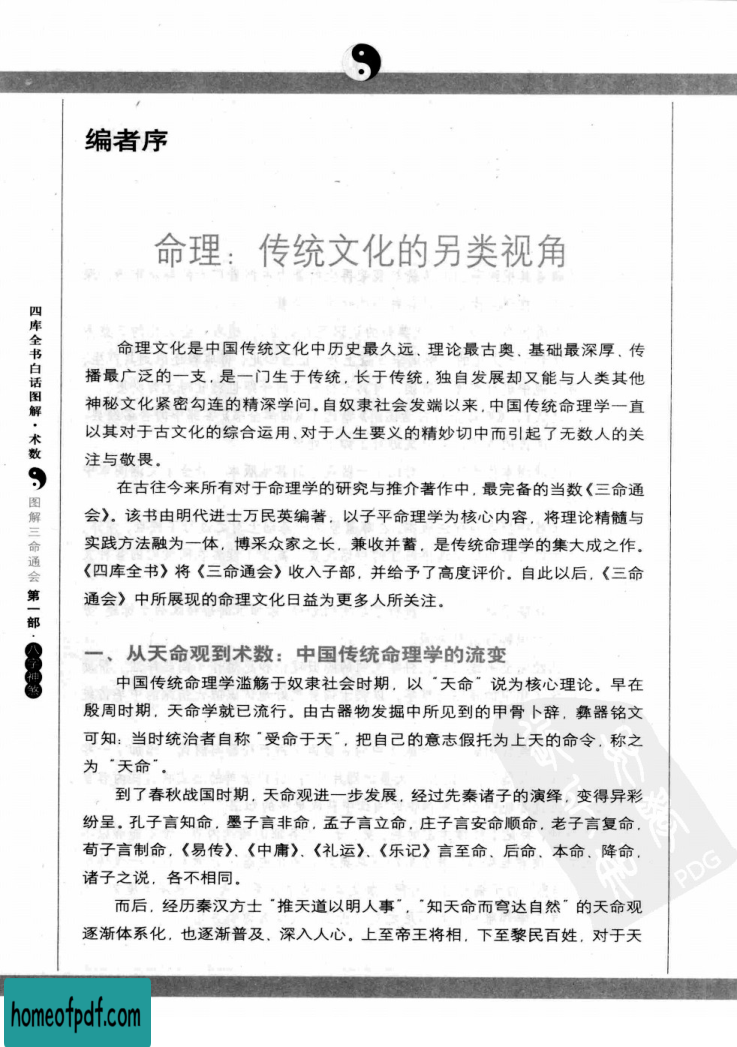 编者序
命理：传统文化的另类视角
命理文化是中国传统文化中历史最久远、理论最古奥、基础最深厚、传
播最广泛的一支，是一门生于传统，长于传统，独自发展却又能与人类其他
神秘文化紧密勾连的精深学问。自奴隶社会发端以来，中国传统命理学一直
以其对于古文化的综合运用、对于人生要义的精妙切中而引起了无数人的关
注与敬畏。
在古往今来所有对于命理学的研究与推介著作中，最完备的当数《三命通
会》。该书由明代进士万民英编著，以子平命理学为核心内容，将理论精髓与
实践方法融为一体，博采众家之长，兼收并蓄，是传统命理学的集大成之作。
《四库全书》将《三命通会》收入子部，并给予了高度评价。自此以后，《三命
通会》中所展现的命理文化日益为更多人所关注。
一、从天命观到术数：中国传统命理学的流变
中国传统命理学滥觞于奴隶社会时期，以“天命”说为核心理论。早在
殷周时期，天命学就已流行。由古器物发掘中所见到的甲骨卜辞，彝器铭文
可知：当时统治者自称“受命于天”，把自己的意志假托为上天的命令，称之
为“天命”。
到了春秋战国时期，天命观进一步发展，经过先秦诸子的演绎，变得异彩
纷呈。孔子言知命，墨子言非命，孟子言立命，庄子言安命顺命，老子言复命，
荀子言制命，《易传》、《中庸》、《礼运》、《乐记》言至命、后命、本命、降命，
诸子之说，各不相同。
而后，经历秦汉方士“推天道以明人事”，“知天命而穹达自然”的天命观
逐渐体系化，也逐渐普及、深入人心。上至帝王将相，下至黎民百姓，对于天
四库全书白话图解·术数
图解三命通会 第一部·八字神煞
PDG
homeofpdf.com